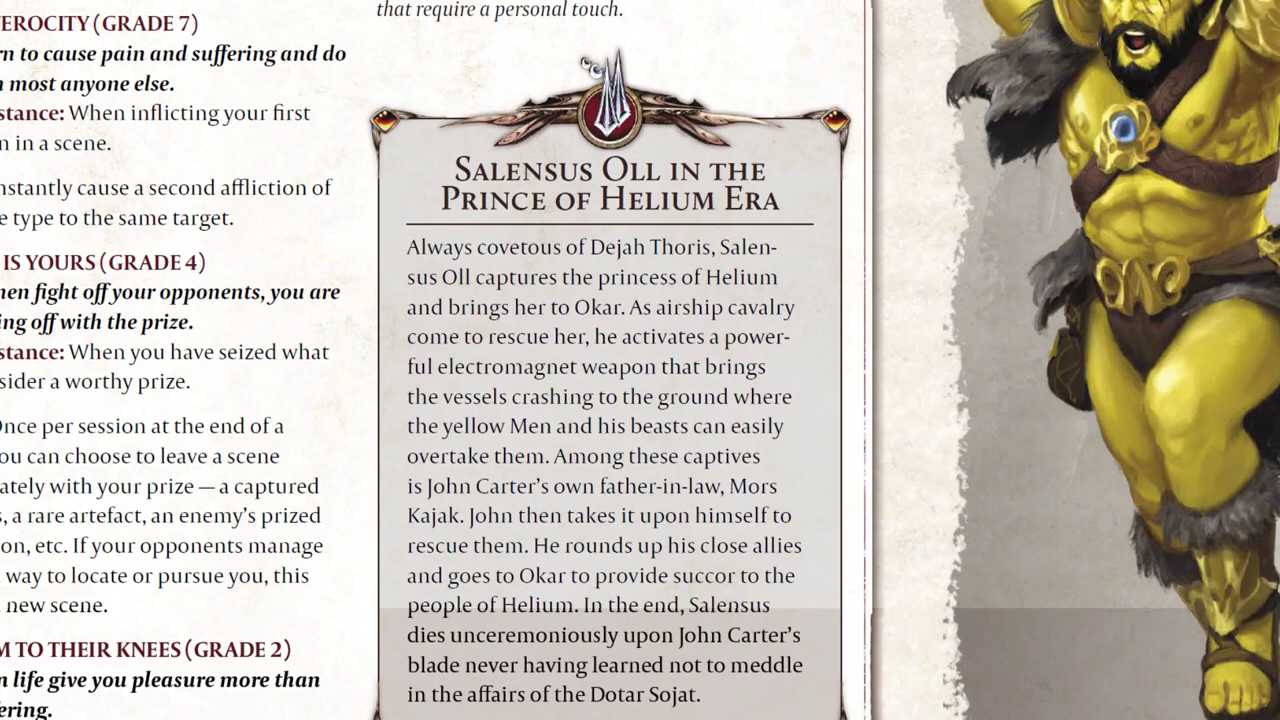 EROCITY (GRADE 7)
rn to cause pain and suffering and do
most anyone else.
stance: When inflicting your first
n in a scene.
nstantly cause a second affliction of
e type to the same target.
IS YOURS (GRADE 4)
hen fight off your opponents, you are
ing off with the prize.
stance: When you have seized what
sider a worthy prize.
Once per session at the end of a
ou can choose to leave a scene
ately with your prize — a captured
s, a rare artefact, an enemy's prized
on, etc. If your opponents manage
way to locate or pursue you, this
new scene.
M TO THEIR KNEES (GRADE 2)
n life give you pleasure more than
ering.
that require a personal touch.
Salensus Oll in the
Prince of Helium Era
Always covetous of Dejah Thoris, Salen-
sus Oll captures the princess of Helium
and brings her to Okar. As airship cavalry
come to rescue her, he activates a power-
ful electromagnet weapon that brings
the vessels crashing to the ground where
the yellow Men and his beasts can easily
overtake them. Among these captives
is John Carter's own father-in-law, Mors
Kajak. John then takes it upon himself to
rescue them. He rounds up his close allies
and goes to Okar to provide succor to the
people of Helium. In the end, Salensus
dies unceremoniously upon John Carter's
blade never having learned not to meddle
in the affairs of the Dotar Sojat.